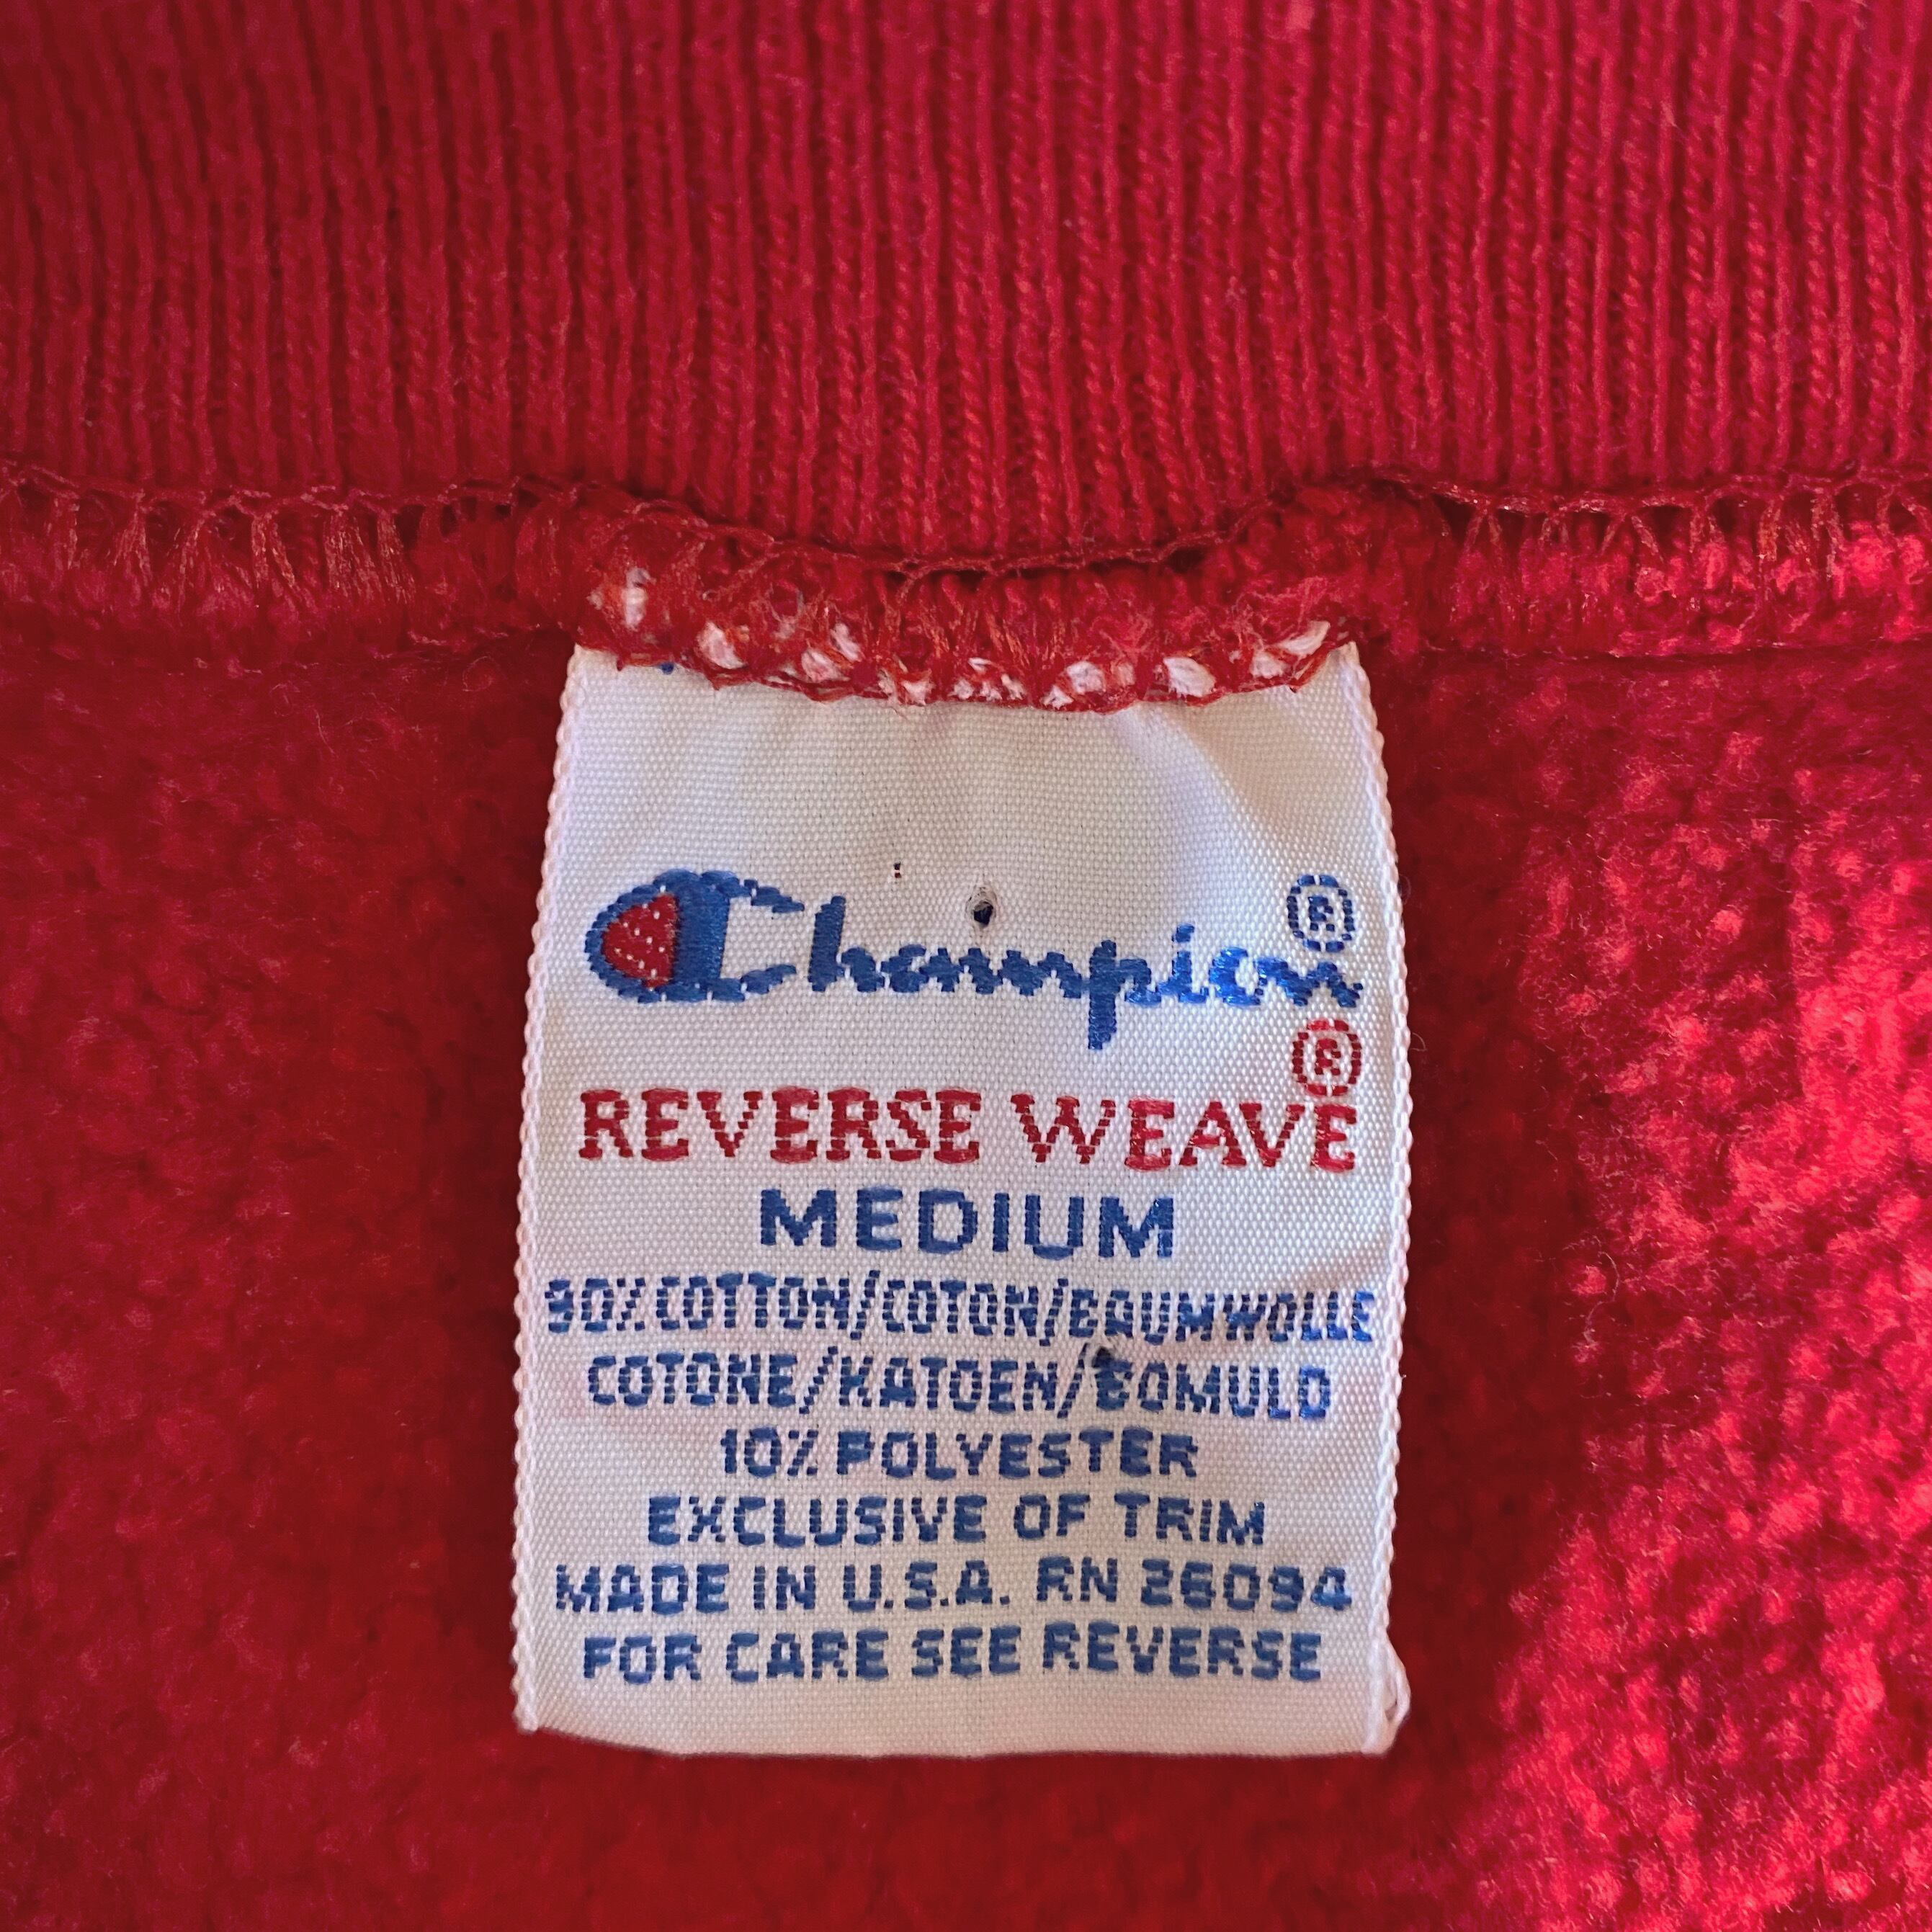 Champion®
REVERSE WEAVE®
MEDIUM
90% COTTON/COTON/BAUMWOLLE
COTONE/KATOEN/BOMULD
10% POLYESTER
EXCLUSIVE OF TRIM
MADE IN U.S.A. RN 26094
FOR CARE SEE REVERSE